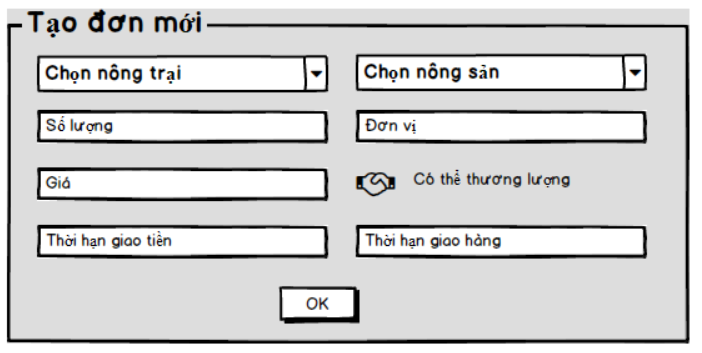 Tạo đơn mới
Chọn nông trại
Chọn nông sản
Số lượng
Đơn vị
Giá
Có thể thương lượng
Thời hạn giao tiền
Thời hạn giao hàng
OK